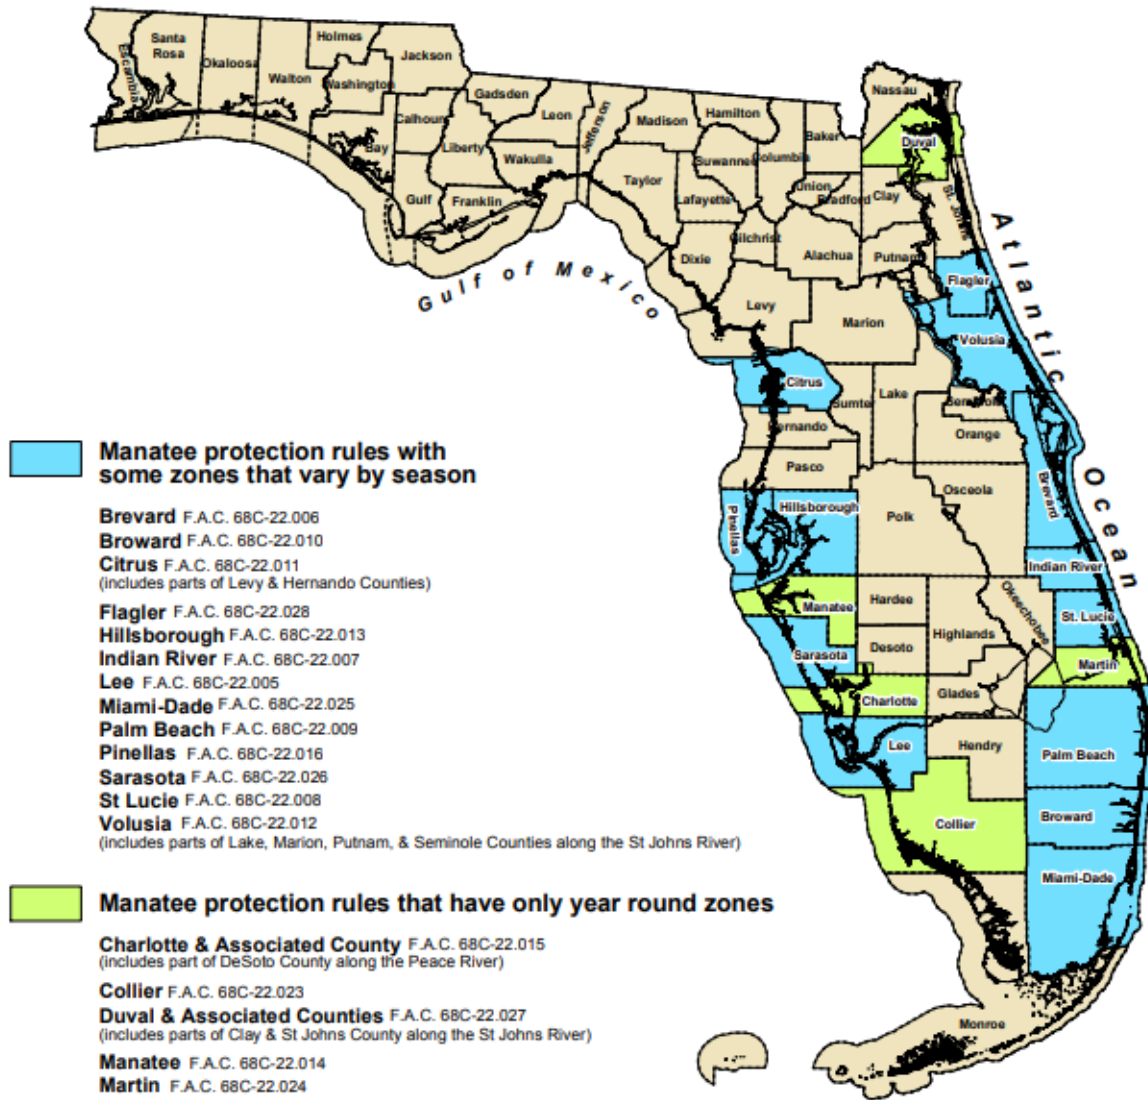 Holmes
Santa
Rosa
Jackson
Okaloosa
Escambia
Walton
Washington
Gadsden
Nassau
Leon
Jefferson
Madison
Hamilton
Calhoun
Baker
Duval
Bay
Liberty
Wakulla
Suwannee
Columbia
Taylor
Union
Bradford
Clay
St. Johns
Gulf
Franklin
Lafayette
Gilchrist
Dixie
Alachua
Putnam
Flagler
Gulf of Mexico
Atlantic Ocean
Levy
Marion
Volusia
Citrus
Sumter
Lake
Seminole
Hernando
Orange
Pasco
Osceola
Brevard
Pinellas
Hillsborough
Polk
Indian River
Manatee
Hardee
Okeechobee
St. Lucie
Highlands
Sarasota
Desoto
Martin
Charlotte
Glades
Lee
Hendry
Palm Beach
Collier
Broward
Miami-Dade
Monroe
Manatee protection rules with
some zones that vary by season
Brevard F.A.C. 68C-22.006
Broward F.A.C. 68C-22.010
Citrus F.A.C. 68C-22.011
(includes parts of Levy & Hernando Counties)
Flagler F.A.C. 68C-22.028
Hillsborough F.A.C. 68C-22.013
Indian River F.A.C. 68C-22.007
Lee F.A.C. 68C-22.005
Miami-Dade F.A.C. 68C-22.025
Palm Beach F.A.C. 68C-22.009
Pinellas F.A.C. 68C-22.016
Sarasota F.A.C. 68C-22.026
St Lucie F.A.C. 68C-22.008
Volusia F.A.C. 68C-22.012
(includes parts of Lake, Marion, Putnam, & Seminole Counties along the St Johns River)
Manatee protection rules that have only year round zones
Charlotte & Associated County F.A.C. 68C-22.015
(includes part of DeSoto County along the Peace River)
Collier F.A.C. 68C-22.023
Duval & Associated Counties F.A.C. 68C-22.027
(includes parts of Clay & St Johns County along the St Johns River)
Manatee F.A.C. 68C-22.014
Martin F.A.C. 68C-22.024